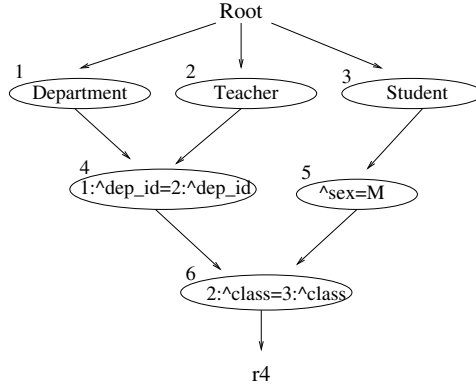 Root
1
Department
2
Teacher
3
Student
4
1:^dep_id=2:^dep_id
5
^sex=M
6
2:^class=3:^class
r4